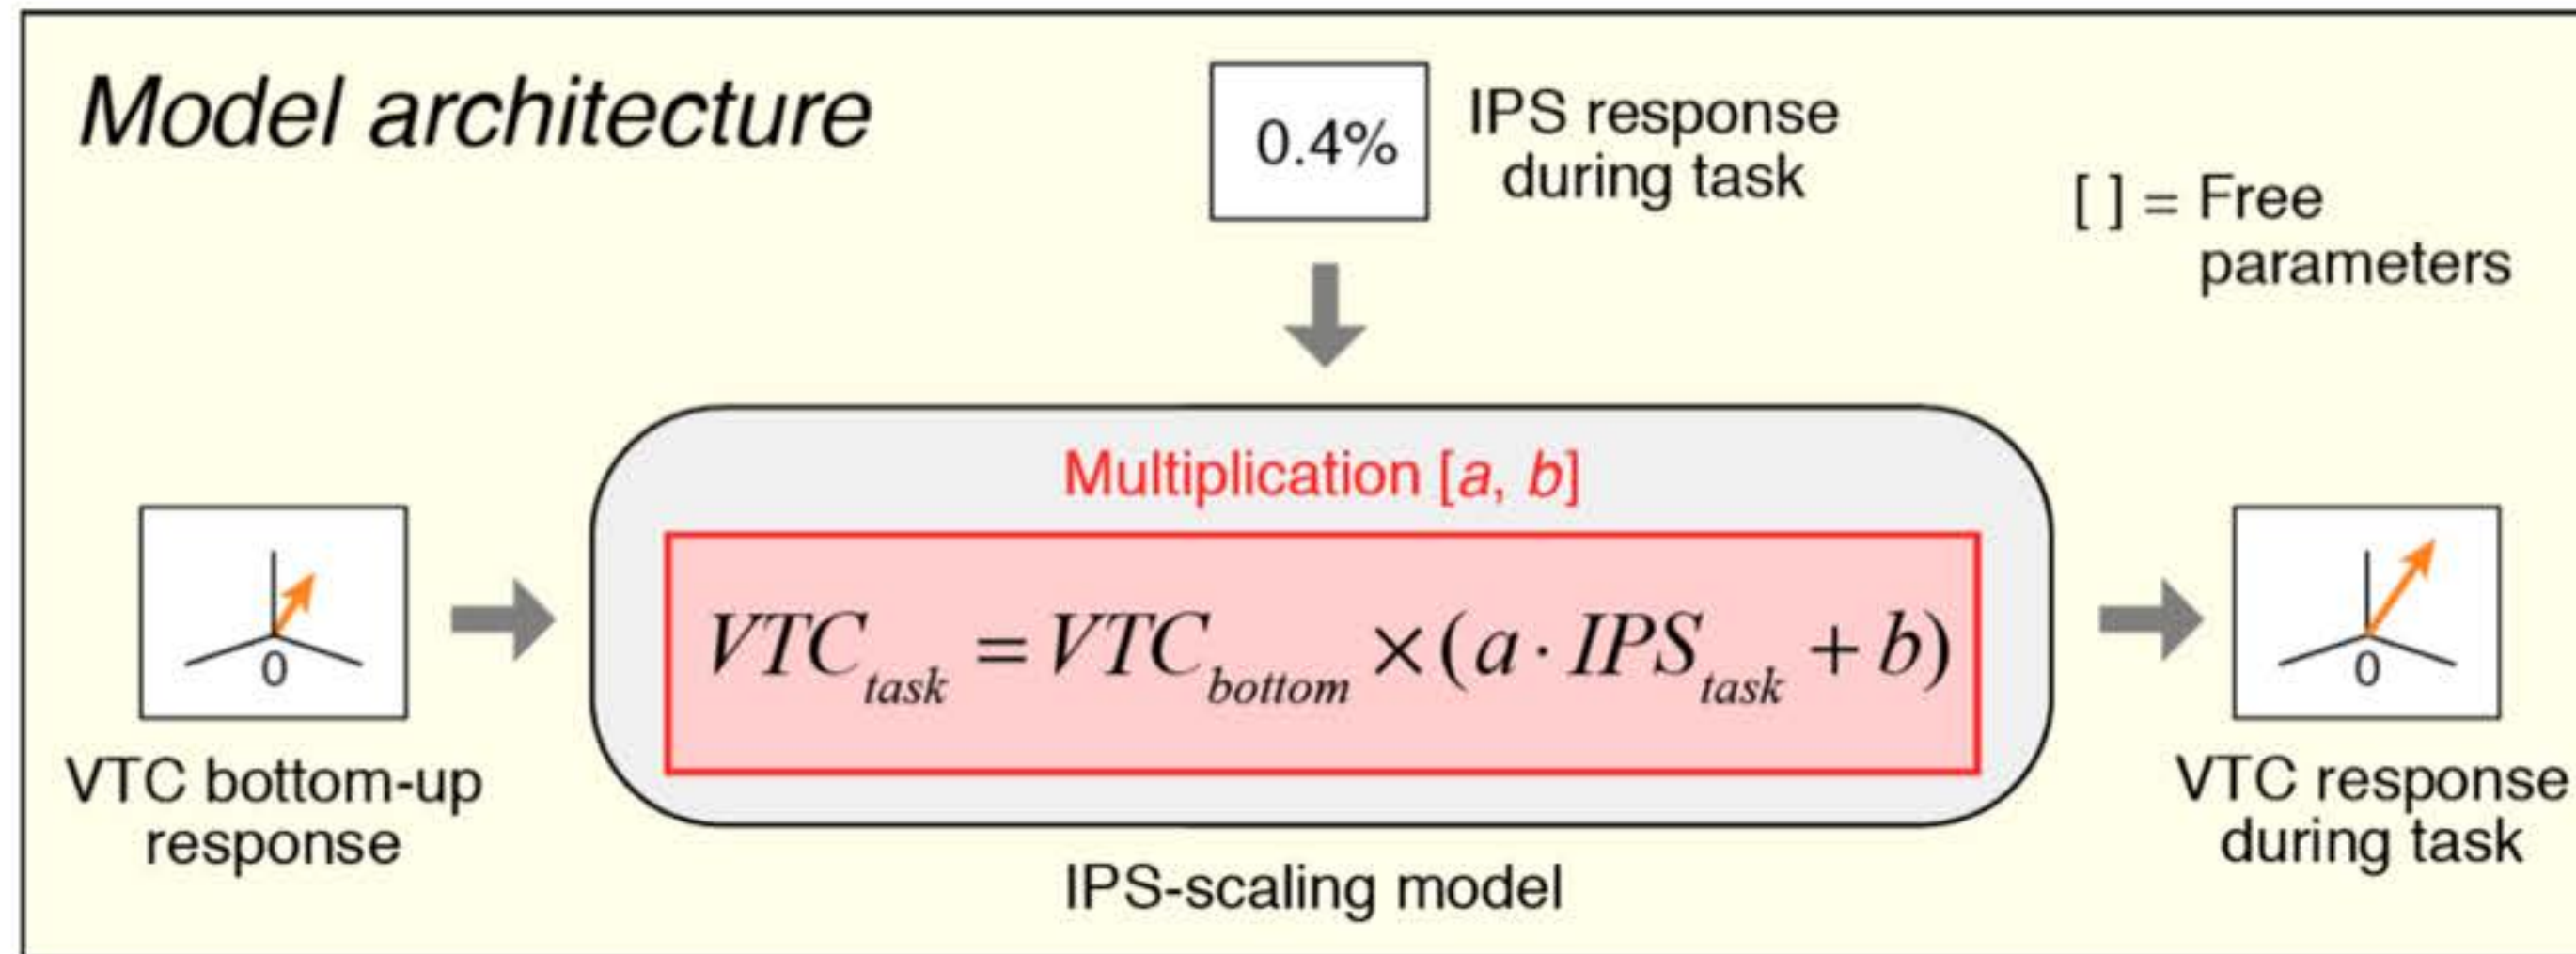 Model architecture
0.4%
IPS response
during task
[ ] = Free
parameters
Multiplication [a, b]
VTC_task = VTC_bottom × (a · IPS_task + b)
0
VTC bottom-up
response
0
VTC response
during task
IPS-scaling model